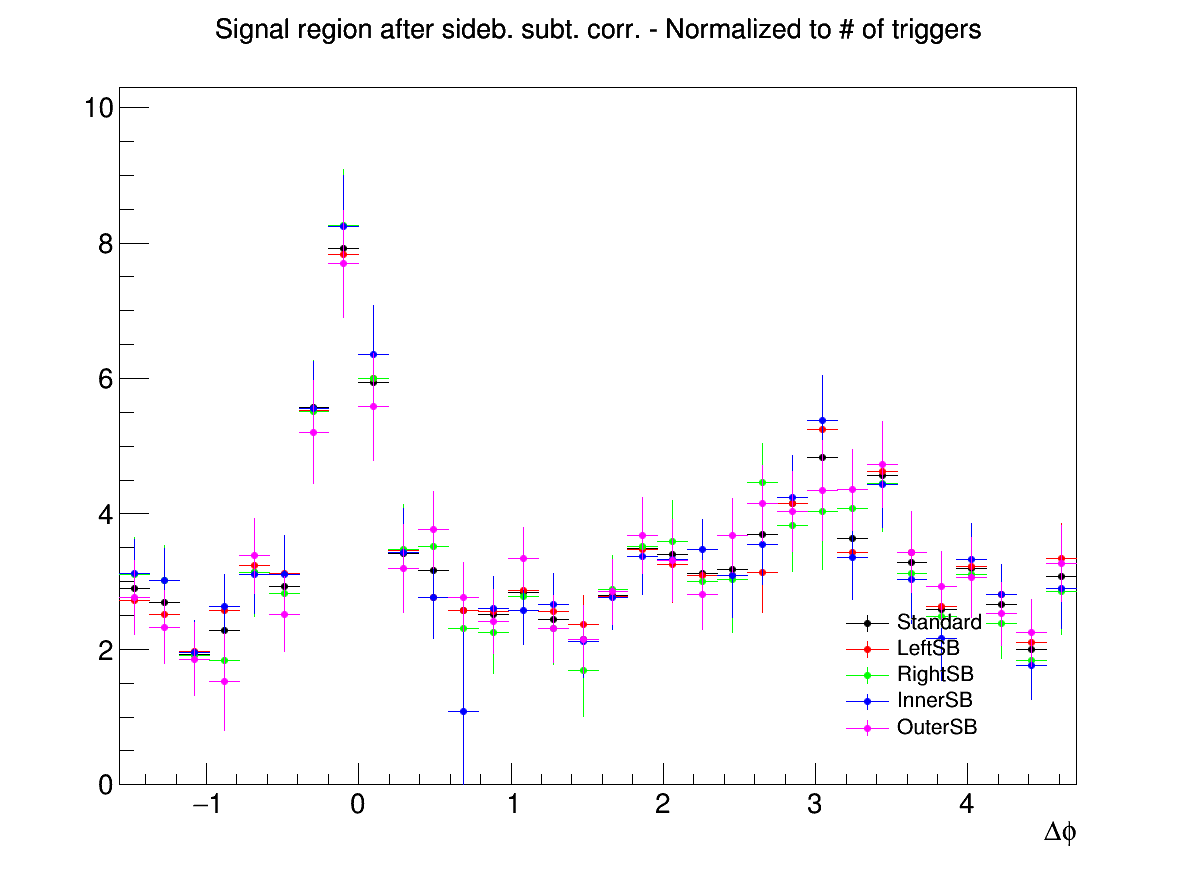 Signal region after sideb. subt. corr. - Normalized to # of triggers
10
8
6
4
2
0
Standard
LeftSB
RightSB
InnerSB
OuterSB
−1 0 1 2 3 4
Δϕ